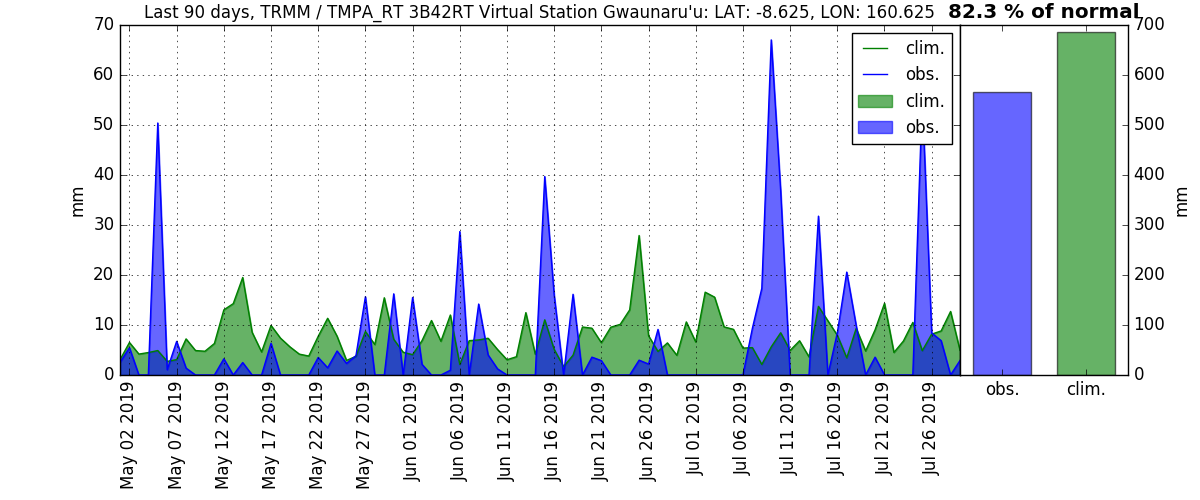 Last 90 days, TRMM / TMPA_RT 3B42RT Virtual Station Gwaunaru'u: LAT: -8.625, LON: 160.625
82.3 % of normal
70
60
50
40
30
20
10
0
mm
clim.
obs.
clim.
obs.
May 02 2019
May 07 2019
May 12 2019
May 17 2019
May 22 2019
May 27 2019
Jun 01 2019
Jun 06 2019
Jun 11 2019
Jun 16 2019
Jun 21 2019
Jun 26 2019
Jul 01 2019
Jul 06 2019
Jul 11 2019
Jul 16 2019
Jul 21 2019
Jul 26 2019
700
600
500
400
300
200
100
0
mm
obs.
clim.